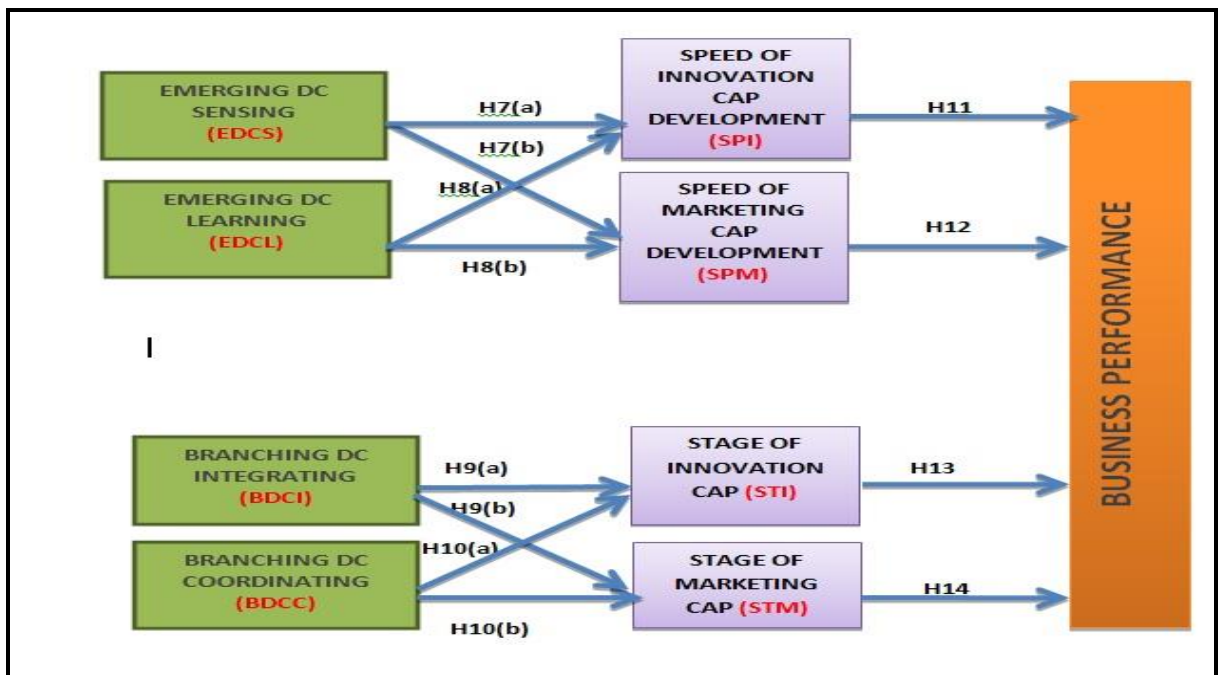 EMERGING DC
SENSING
(EDCS)
EMERGING DC
LEARNING
(EDCL)
H7(a)
H7(b)
H8(a)
H8(b)
SPEED OF
INNOVATION
CAP
DEVELOPMENT
(SPI)
SPEED OF
MARKETING
CAP
DEVELOPMENT
(SPM)
H11
H12
BRANCHING DC
INTEGRATING
(BDCI)
BRANCHING DC
COORDINATING
(BDCC)
H9(a)
H9(b)
H10(a)
H10(b)
STAGE OF
INNOVATION
CAP (STI)
STAGE OF
MARKETING
CAP (STM)
H13
H14
BUSINESS PERFORMANCE